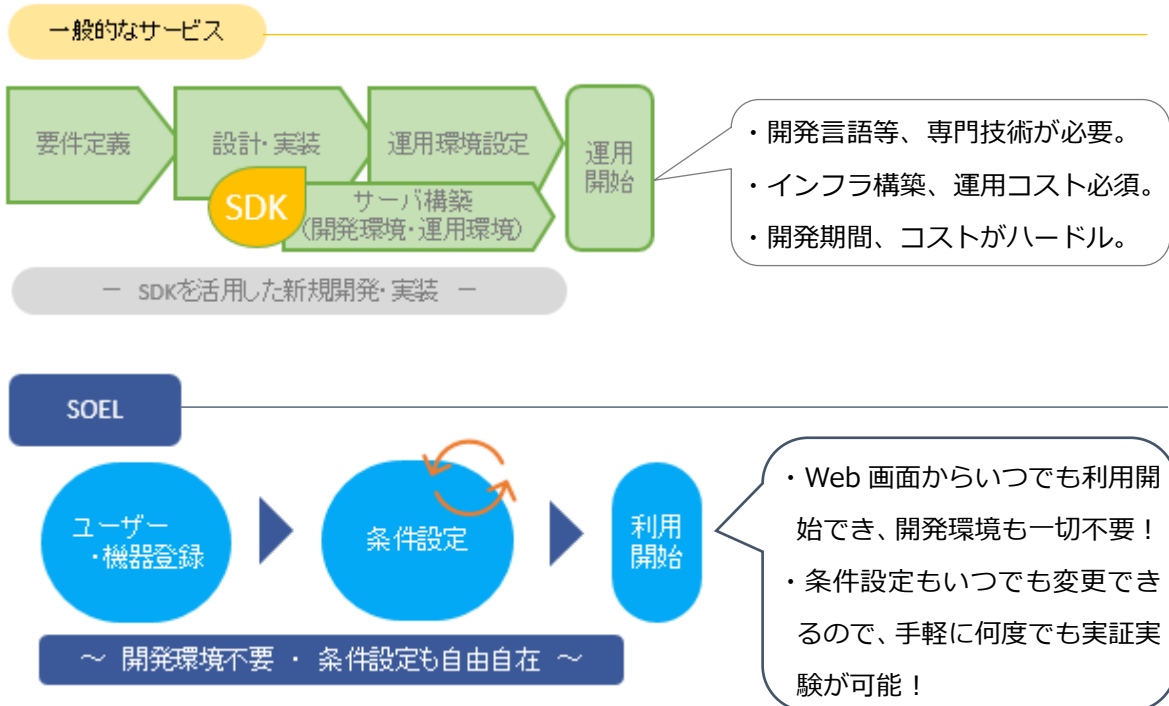 一般的なサービス
要件定義
設計・実装
運用環境設定
運用
開始
SDK
サーバ構築
(開発環境・運用環境)
・開発言語等、専門技術が必要。
・インフラ構築、運用コスト必須。
・開発期間、コストがハードル。
― SDKを活用した新規開発・実装 ―
SOEL
ユーザー
・機器登録
条件設定
利用
開始
・Web 画面からいつでも利用開
始でき、開発環境も一切不要！
・条件設定もいつでも変更でき
るので、手軽に何度でも実証実
験が可能！
～ 開発環境不要 ・ 条件設定も自由自在 ～